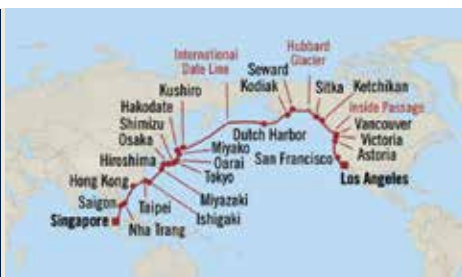 International
Date Line
Hubbard
Glacier
Seward
Kodiak
Sitka
Ketchikan
Inside Passage
Kushiro
Hakodate
Shimizu
Osaka
Hiroshima
Hong Kong
Saigon
Singapore
Dutch Harbor
Vancouver
Victoria
Astoria
San Francisco
Los Angeles
Miyako
Oarai
Tokyo
Miyazaki
Ishigaki
Taipei
Nha Trang